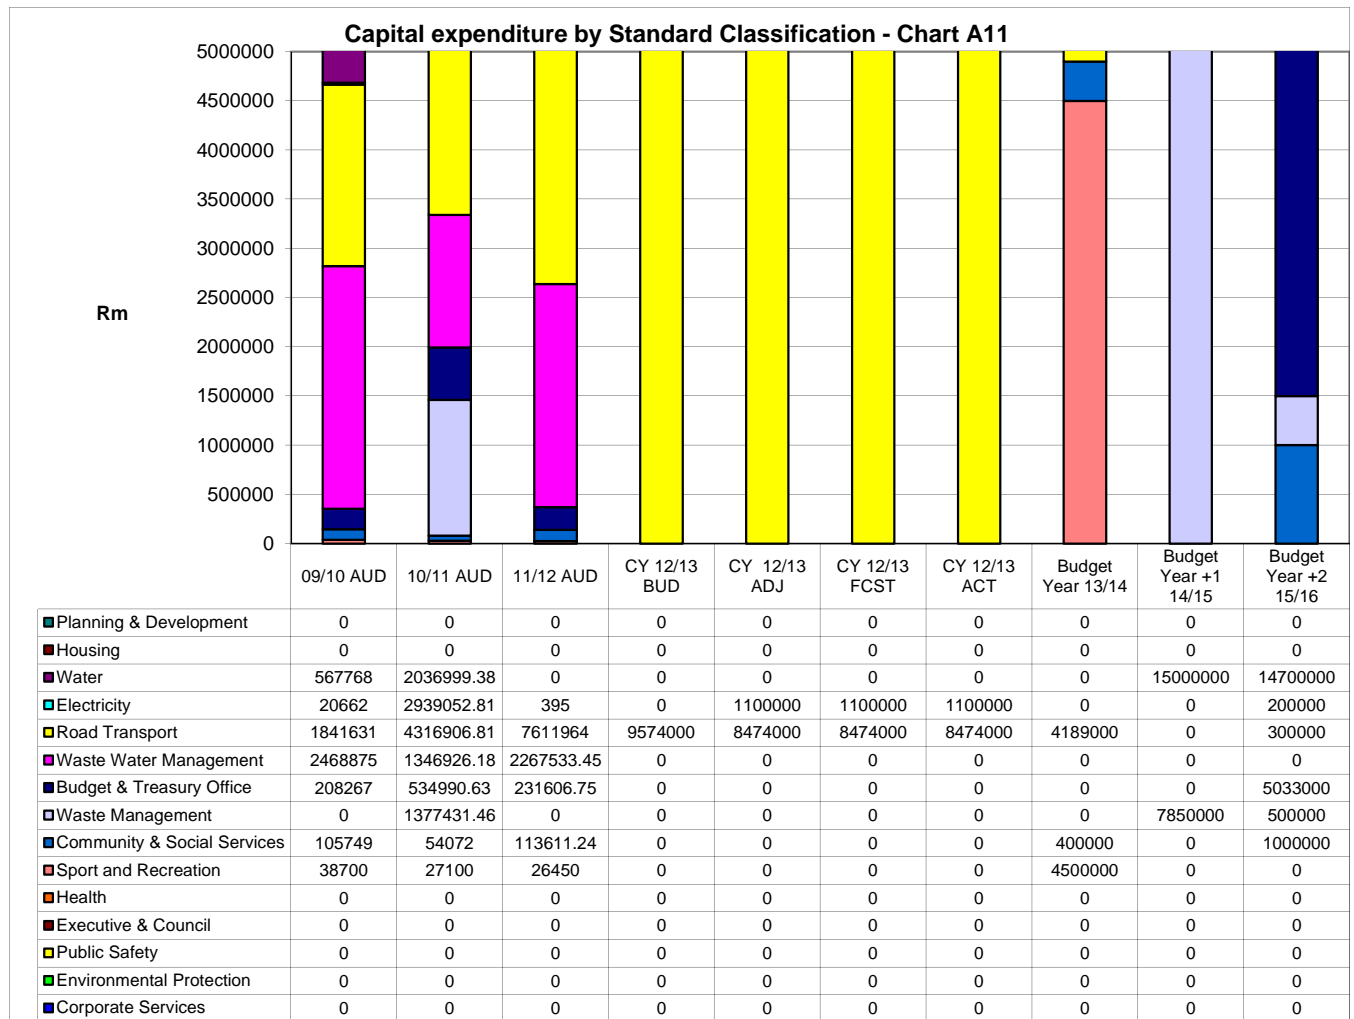 Capital expenditure by Standard Classification - Chart A11
5000000
4500000
4000000
3500000
3000000
Rm
2500000
2000000
1500000
1000000
500000
0
09/10 AUD 10/11 AUD 11/12 AUD CY 12/13 BUD CY 12/13 ADJ CY 12/13 FCST CY 12/13 ACT Budget Year 13/14 Budget Year +1 14/15 Budget Year +2 15/16
Planning & Development 0 0 0 0 0 0 0 0 0 0
Housing 0 0 0 0 0 0 0 0 0 0
Water 567768 2036999.38 0 0 0 0 0 0 15000000 14700000
Electricity 20662 2939052.81 395 0 1100000 1100000 1100000 0 0 200000
Road Transport 1841631 4316906.81 7611964 9574000 8474000 8474000 8474000 4189000 0 300000
Waste Water Management 2468875 1346926.18 2267533.45 0 0 0 0 0 0 0
Budget & Treasury Office 208267 534990.63 231606.75 0 0 0 0 0 0 5033000
Waste Management 0 1377431.46 0 0 0 0 0 0 7850000 500000
Community & Social Services 105749 54072 113611.24 0 0 0 0 400000 0 1000000
Sport and Recreation 38700 27100 26450 0 0 0 0 4500000 0 0
Health 0 0 0 0 0 0 0 0 0 0
Executive & Council 0 0 0 0 0 0 0 0 0 0
Public Safety 0 0 0 0 0 0 0 0 0 0
Environmental Protection 0 0 0 0 0 0 0 0 0 0
Corporate Services 0 0 0 0 0 0 0 0 0 0